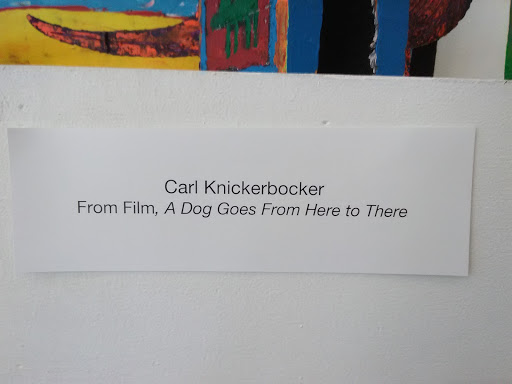 Carl Knickerbocker
From Film, A Dog Goes From Here to There